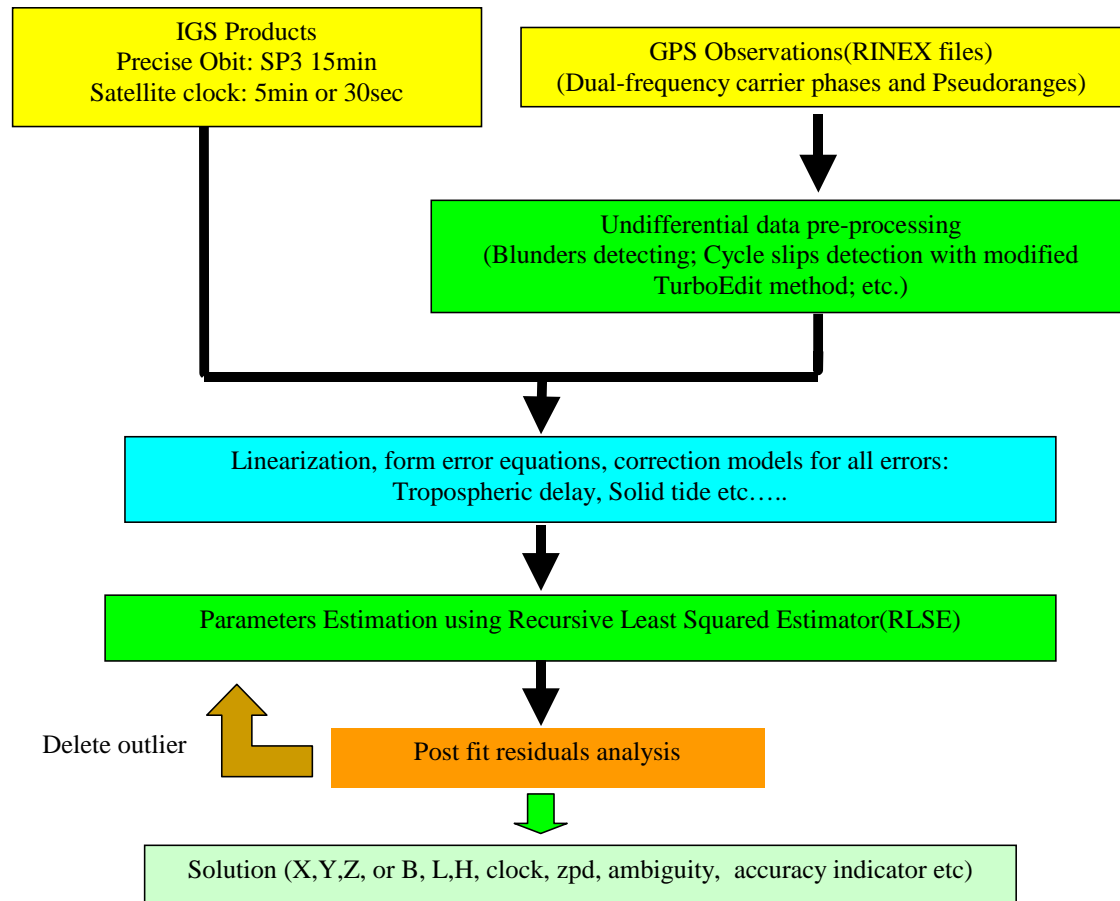 IGS Products
Precise Obit: SP3 15min
Satellite clock: 5min or 30sec
GPS Observations(RINEX files)
(Dual-frequency carrier phases and Pseudoranges)
Undifferential data pre-processing
(Blunders detecting; Cycle slips detection with modified
TurboEdit method; etc.)
Linearization, form error equations, correction models for all errors:
Tropospheric delay, Solid tide etc…..
Parameters Estimation using Recursive Least Squared Estimator(RLSE)
Delete outlier
Post fit residuals analysis
Solution (X,Y,Z, or B, L,H, clock, zpd, ambiguity, accuracy indicator etc)